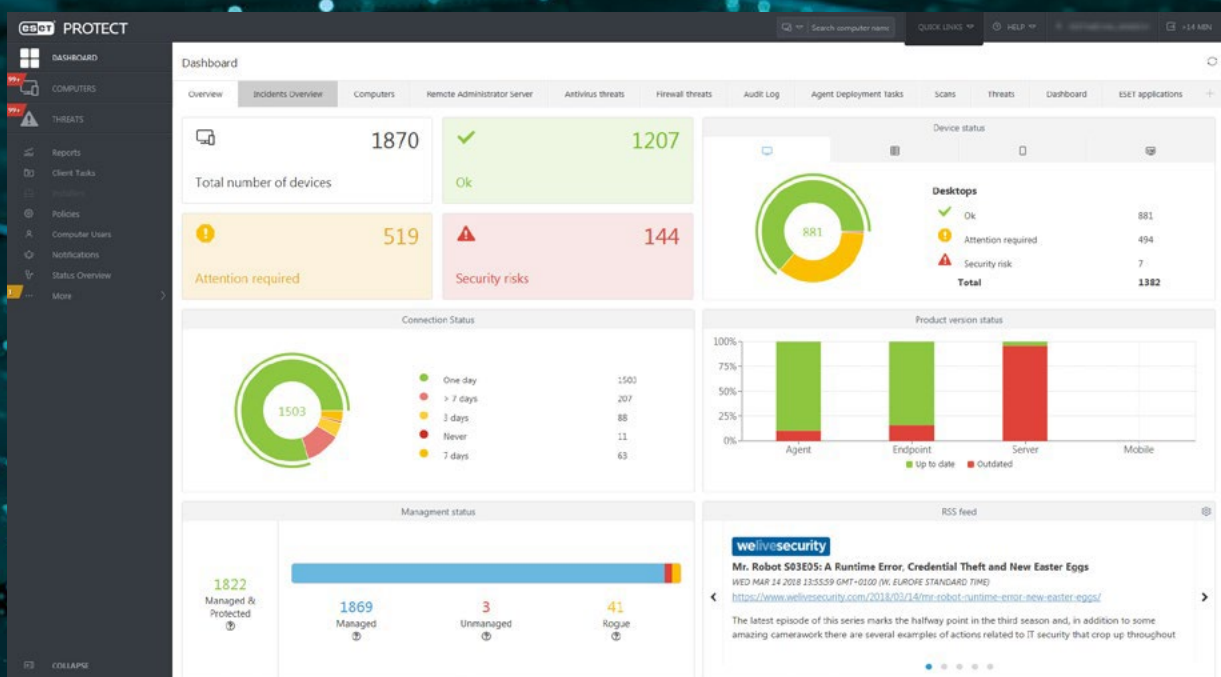 eset PROTECT
Search computer name
QUICK LINKS
HELP
>14 MIN
DASHBOARD
99+
COMPUTERS
99+
THREATS
Reports
Client Tasks
Policies
Computer Users
Notifications
Status Overview
More
COLLAPSE
Dashboard
Overview
Incidents Overview
Computers
Remote Administrator Server
Antivirus threats
Firewall threats
Audit Log
Agent Deployment Tasks
Scans
Threats
Dashboard
ESET applications
1870
Total number of devices
1207
Ok
519
Attention required
144
Security risks
Device status
881
Desktops
Ok 881
Attention required 494
Security risk 7
Total 1382
Connection Status
1503
One day 1503
> 7 days 207
3 days 88
Never 11
7 days 63
Product version status
100%
75%
50%
25%
0%
Agent Endpoint Server Mobile
Up to date Outdated
Managment status
1822
Managed &
Protected
1869
Managed
3
Unmanaged
41
Rogue
RSS feed
welivesecurity
Mr. Robot S03E05: A Runtime Error, Credential Theft and New Easter Eggs
WED MAR 14 2018 13:55:59 GMT+0100 (W. EUROPE STANDARD TIME)
https://www.welivesecurity.com/2018/03/14/mr-robot-runtime-error-new-easter-eggs/
The latest episode of this series marks the halfway point in the third season and, in addition to some
amazing camerawork there are several examples of actions related to IT security that crop up throughout